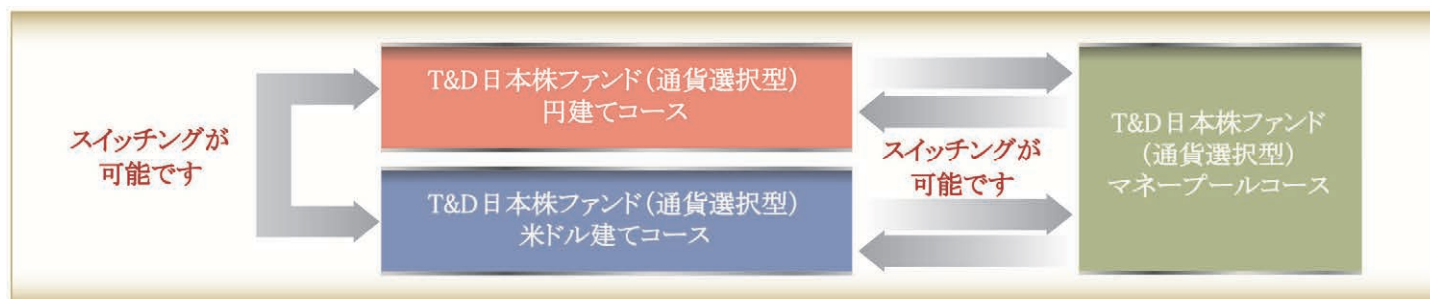 スイッチングが
可能です
T&D日本株ファンド(通貨選択型)
円建てコース
T&D日本株ファンド(通貨選択型)
米ドル建てコース
スイッチングが
可能です
T&D日本株ファンド
(通貨選択型)
マネープールコース